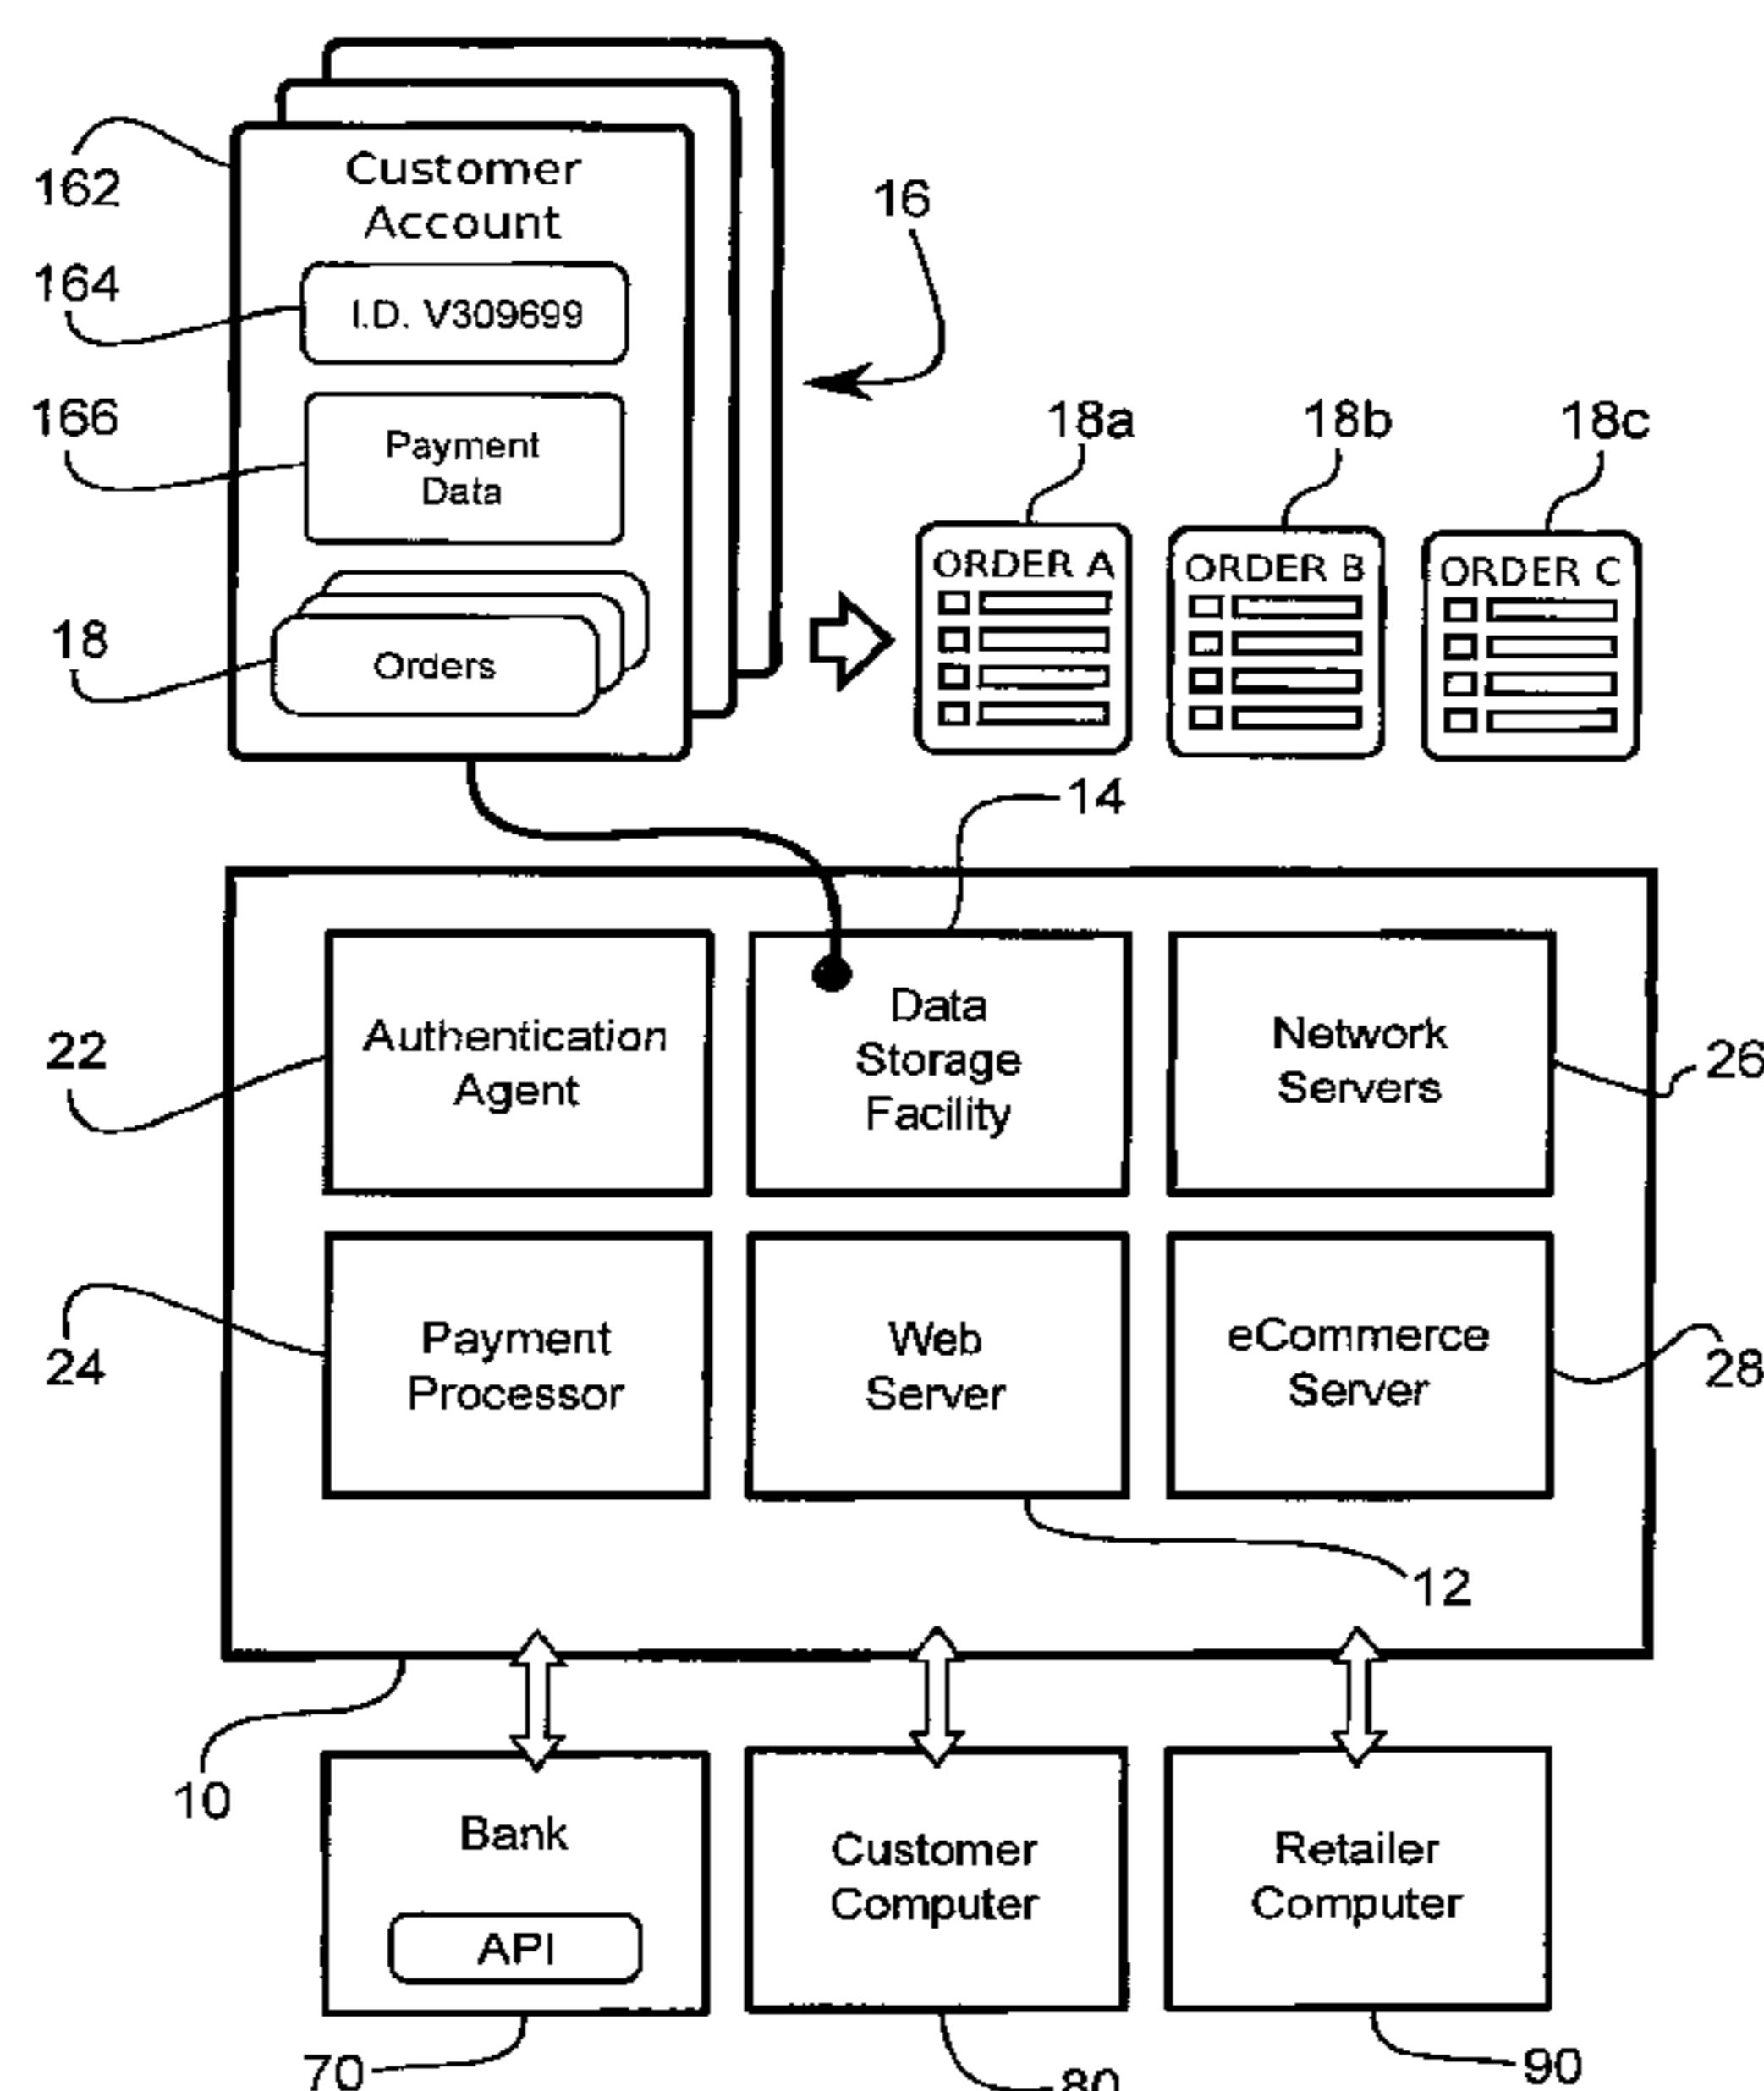 162
Customer
Account
16
164
I.D. V309699
166
Payment
Data
18a
18b
18c
ORDER A
ORDER B
ORDER C
18
Orders
14
22
Authentication
Agent
Data
Storage
Facility
Network
Servers
26
24
Payment
Processor
Web
Server
eCommerce
Server
28
12
10
Bank
API
Customer
Computer
Retailer
Computer
70
80
90